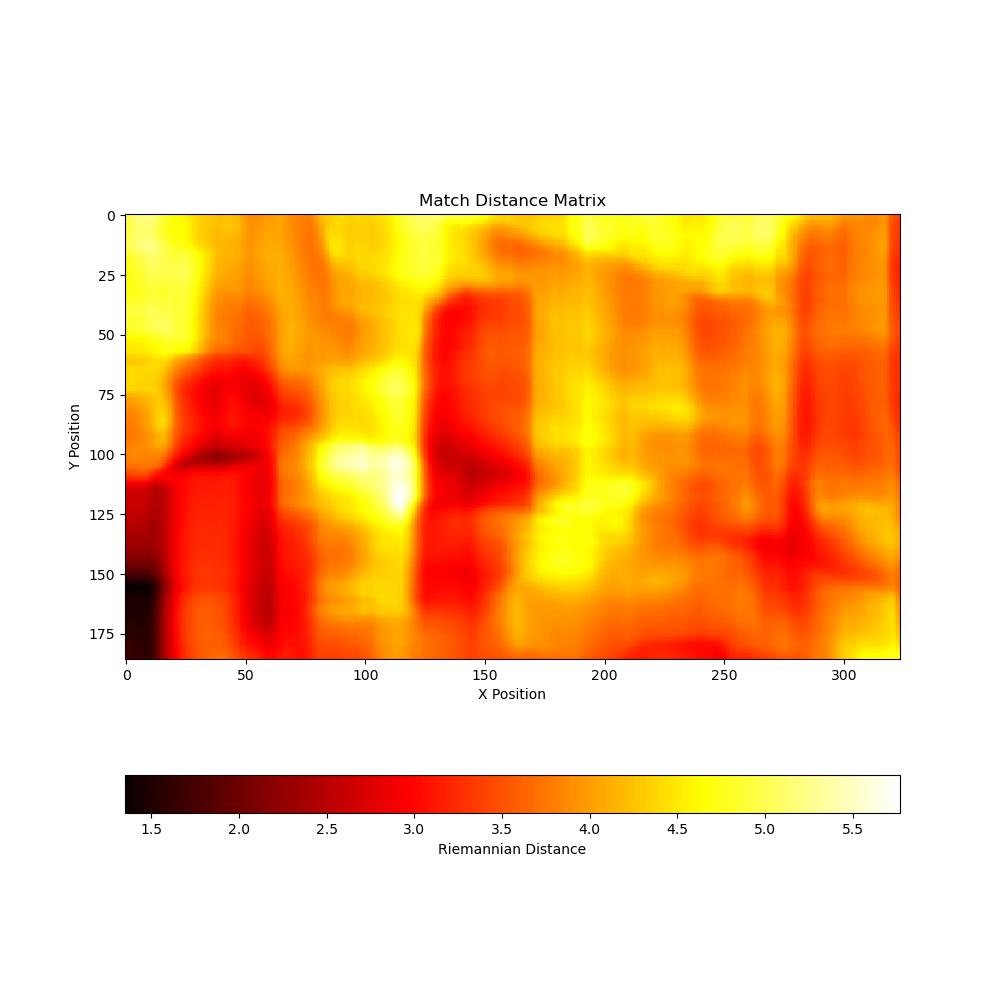 Match Distance Matrix
0
25
50
75
100
125
150
175
Y Position
0 50 100 150 200 250 300
X Position
1.5 2.0 2.5 3.0 3.5 4.0 4.5 5.0 5.5
Riemannian Distance